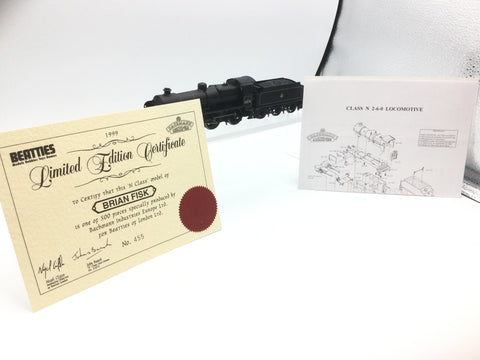 1999
BEATTIES
Limited Edition Certificate
to Certify that this 'N Class' model of
BRIAN FISK
is one of 500 pieces specially produced by
Bachmann Industries Europe Ltd.
for Beatties of London Ltd.
No. 455
CLASS N 2-6-0 LOCOMOTIVE